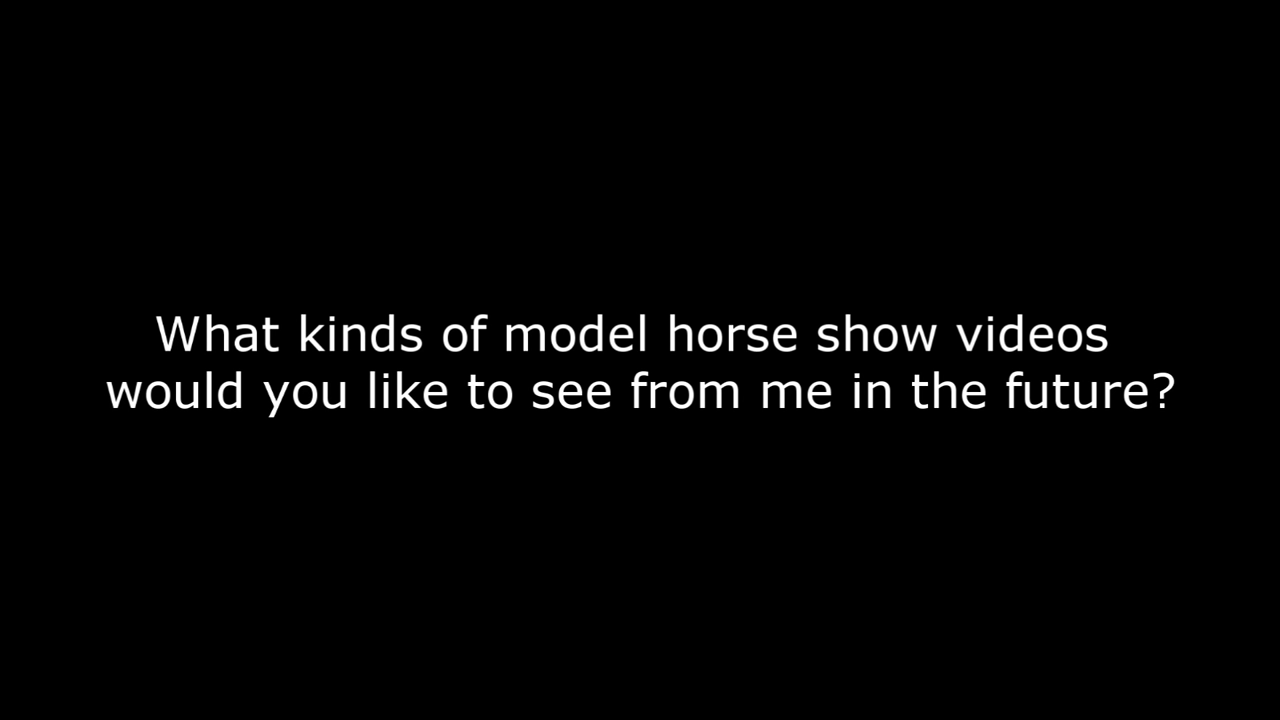 What kinds of model horse show videos
would you like to see from me in the future?